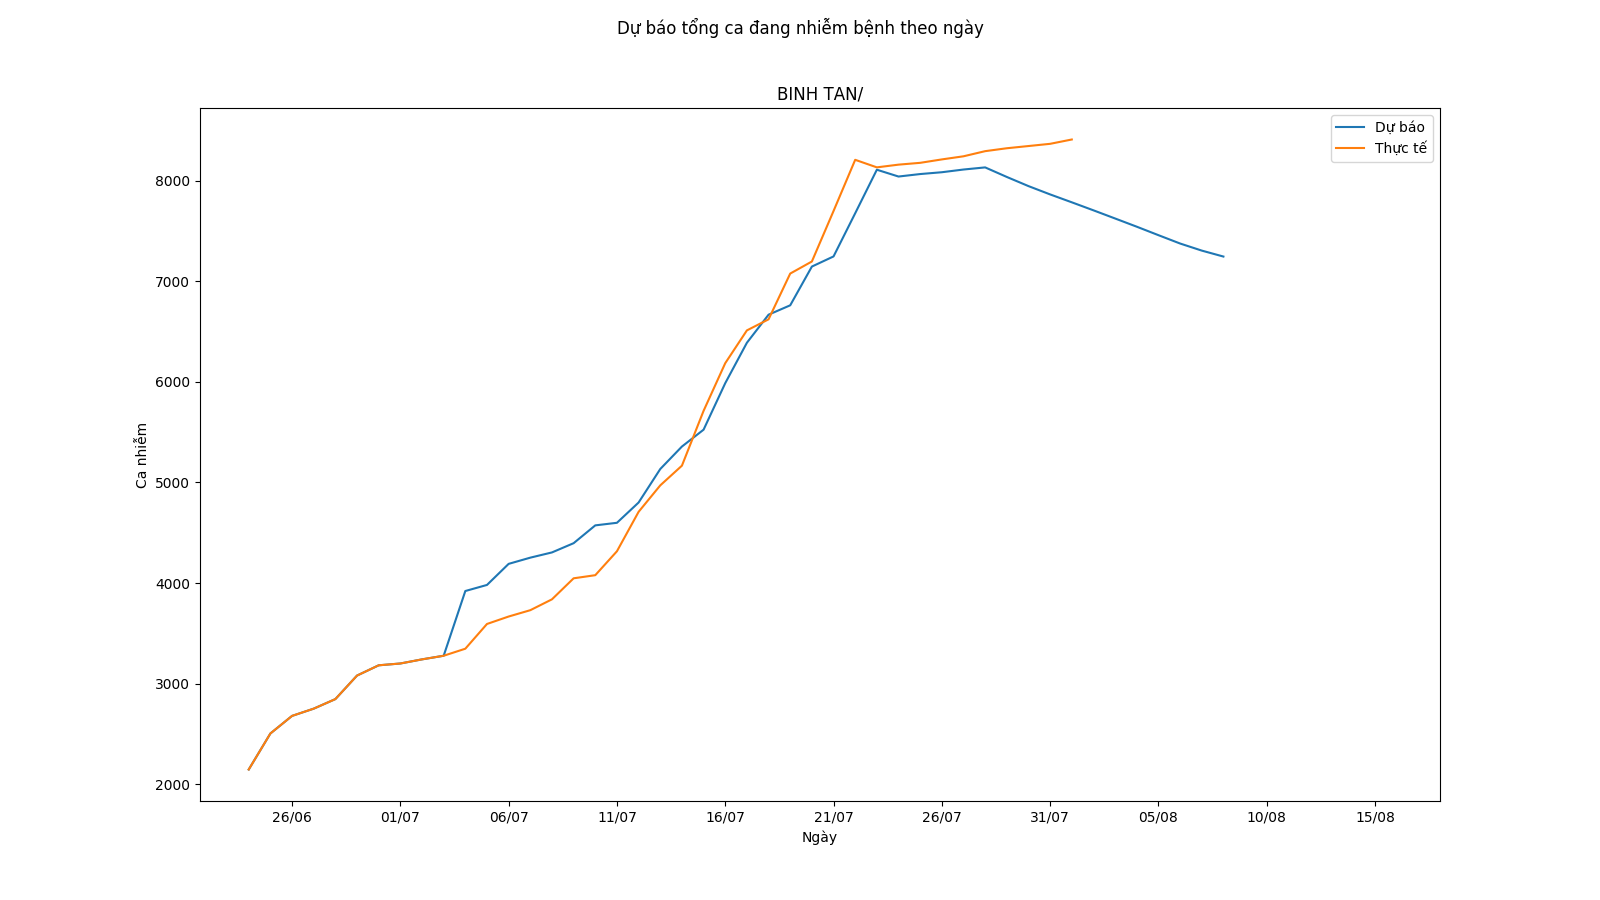 Dự báo tổng ca đang nhiễm bệnh theo ngày
BINH TAN/
Dự báo
Thực tế
8000
7000
6000
5000
4000
3000
2000
Ca nhiễm
26/06 01/07 06/07 11/07 16/07 21/07 26/07 31/07 05/08 10/08 15/08
Ngày